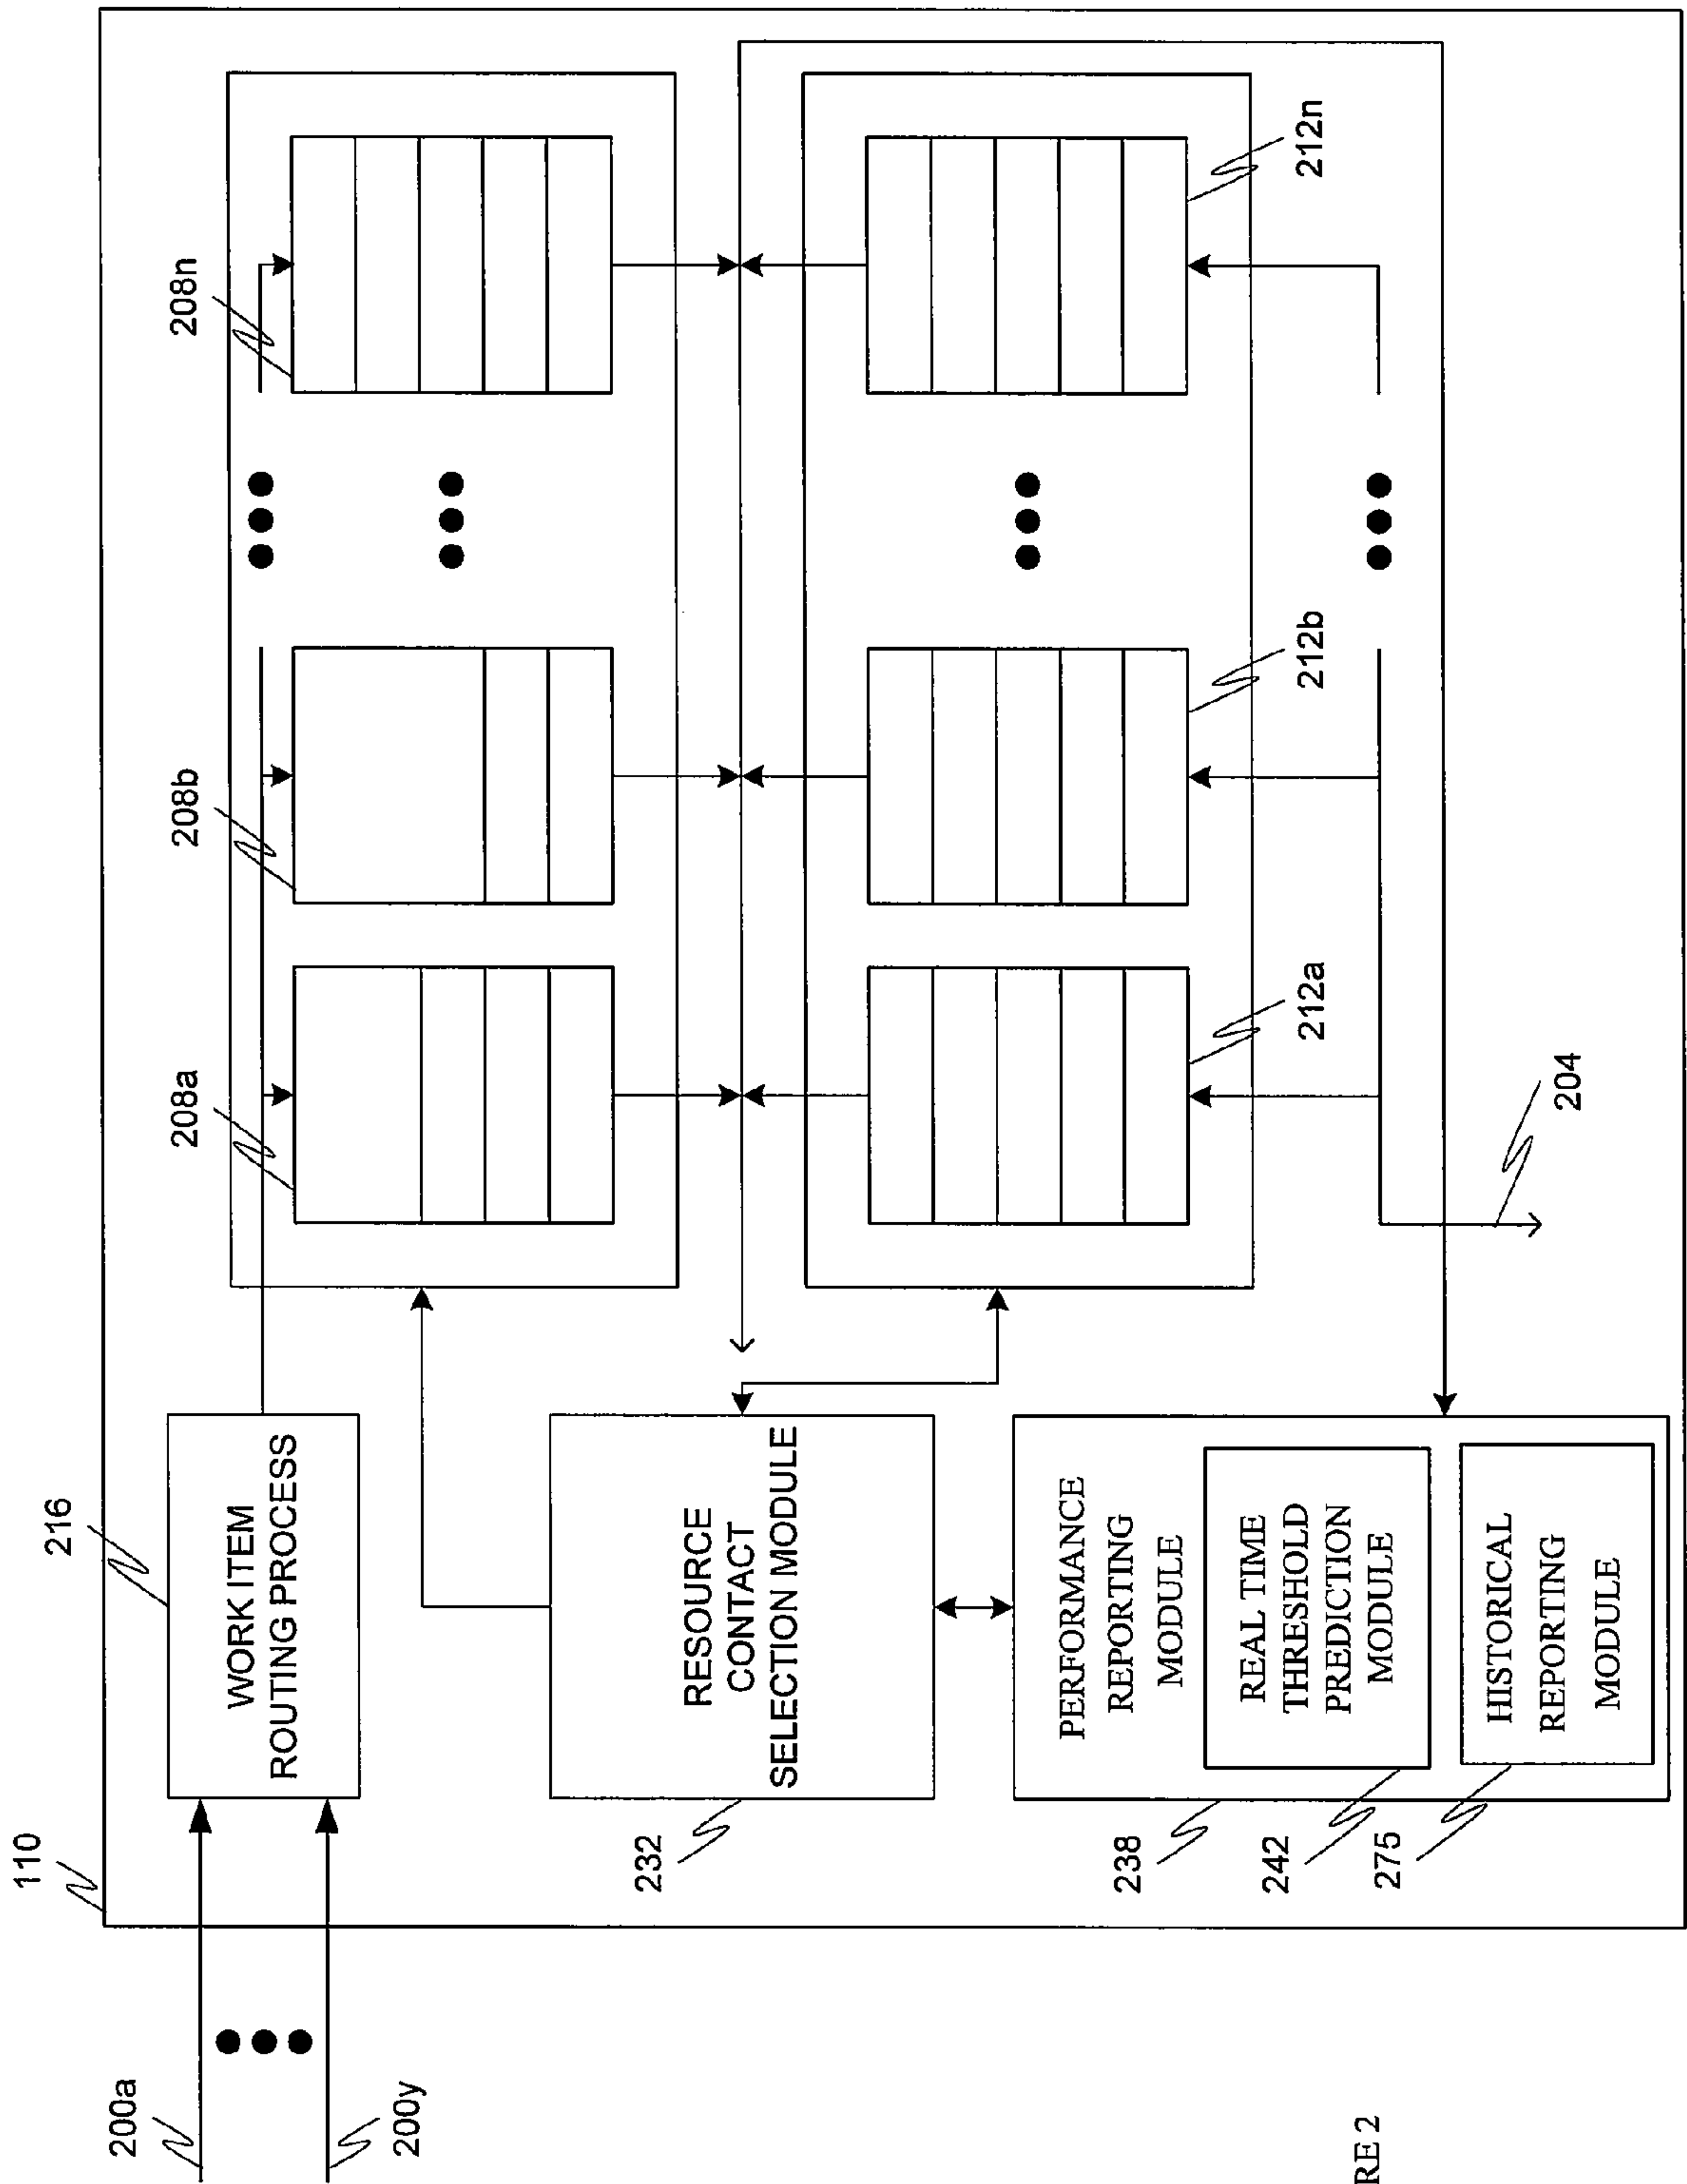 110
200a
200y
216
WORK ITEM
ROUTING PROCESS
208a
208b
208n
232
RESOURCE
CONTACT
SELECTION MODULE
212a
212b
212n
238
PERFORMANCE
REPORTING
MODULE
242
REAL TIME
THRESHOLD
PREDICTION
MODULE
275
HISTORICAL
REPORTING
MODULE
204
RE 2